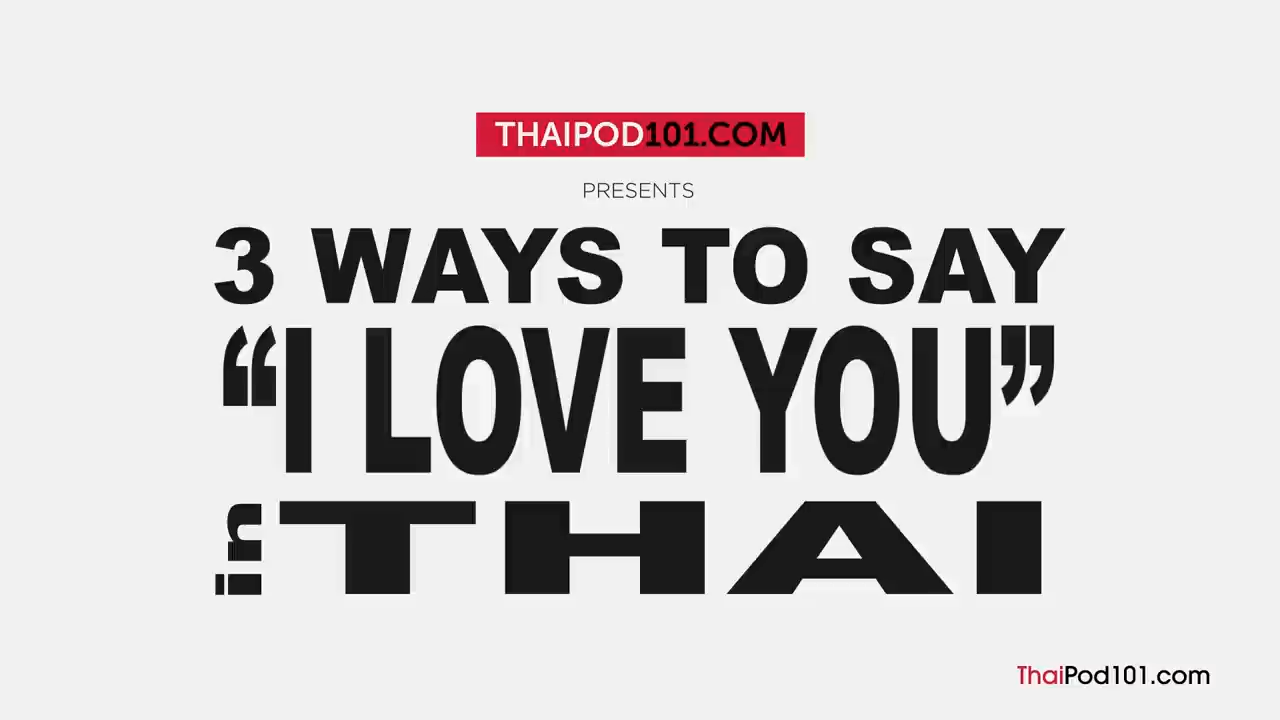 THAIPOD101.COM
PRESENTS
3 WAYS TO SAY
“I LOVE YOU”
in THAI
ThaiPod101.com